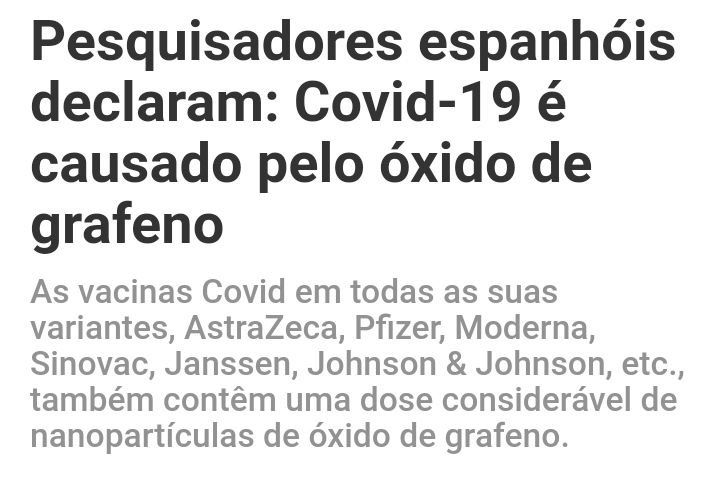 Pesquisadores espanhóis
declaram: Covid-19 é
causado pelo óxido de
grafeno
As vacinas Covid em todas as suas
variantes, AstraZeca, Pfizer, Moderna,
Sinovac, Janssen, Johnson & Johnson, etc.,
também contêm uma dose considerável de
nanopartículas de óxido de grafeno.